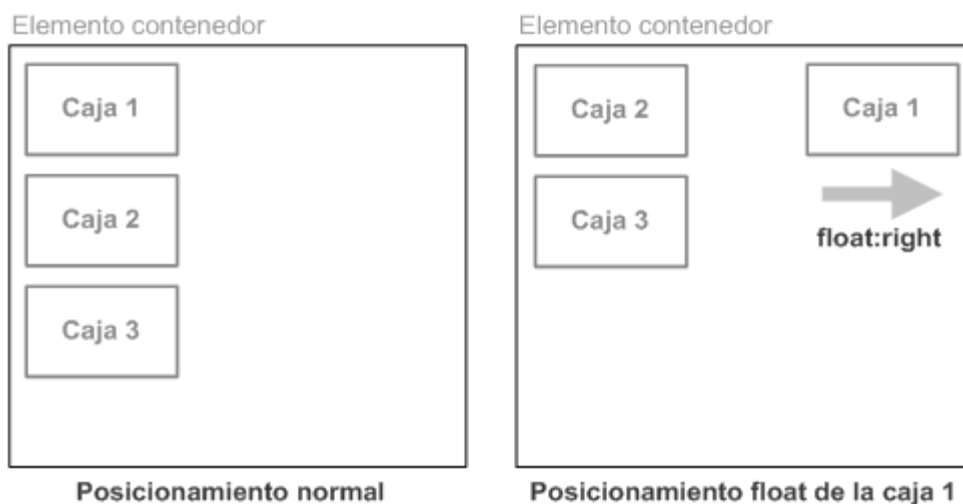 Elemento contenedor
Caja 1
Caja 2
Caja 3
Posicionamiento normal
Elemento contenedor
Caja 2
Caja 1
Caja 3
float:right
Posicionamiento float de la caja 1